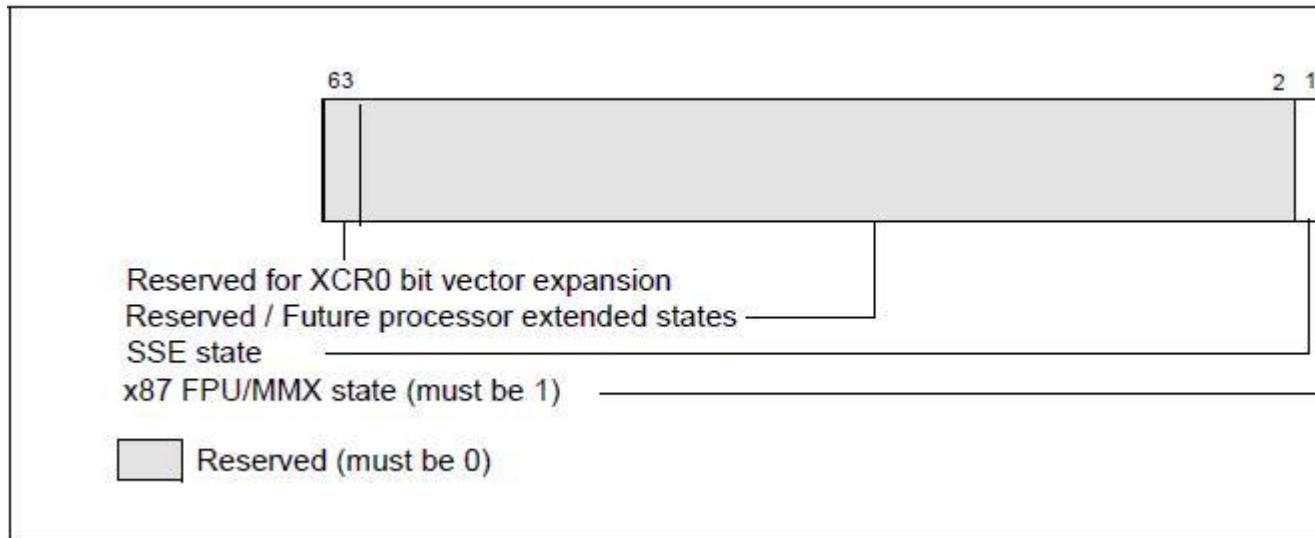 63 2 1
Reserved for XCR0 bit vector expansion
Reserved / Future processor extended states
SSE state
x87 FPU/MMX state (must be 1)
Reserved (must be 0)